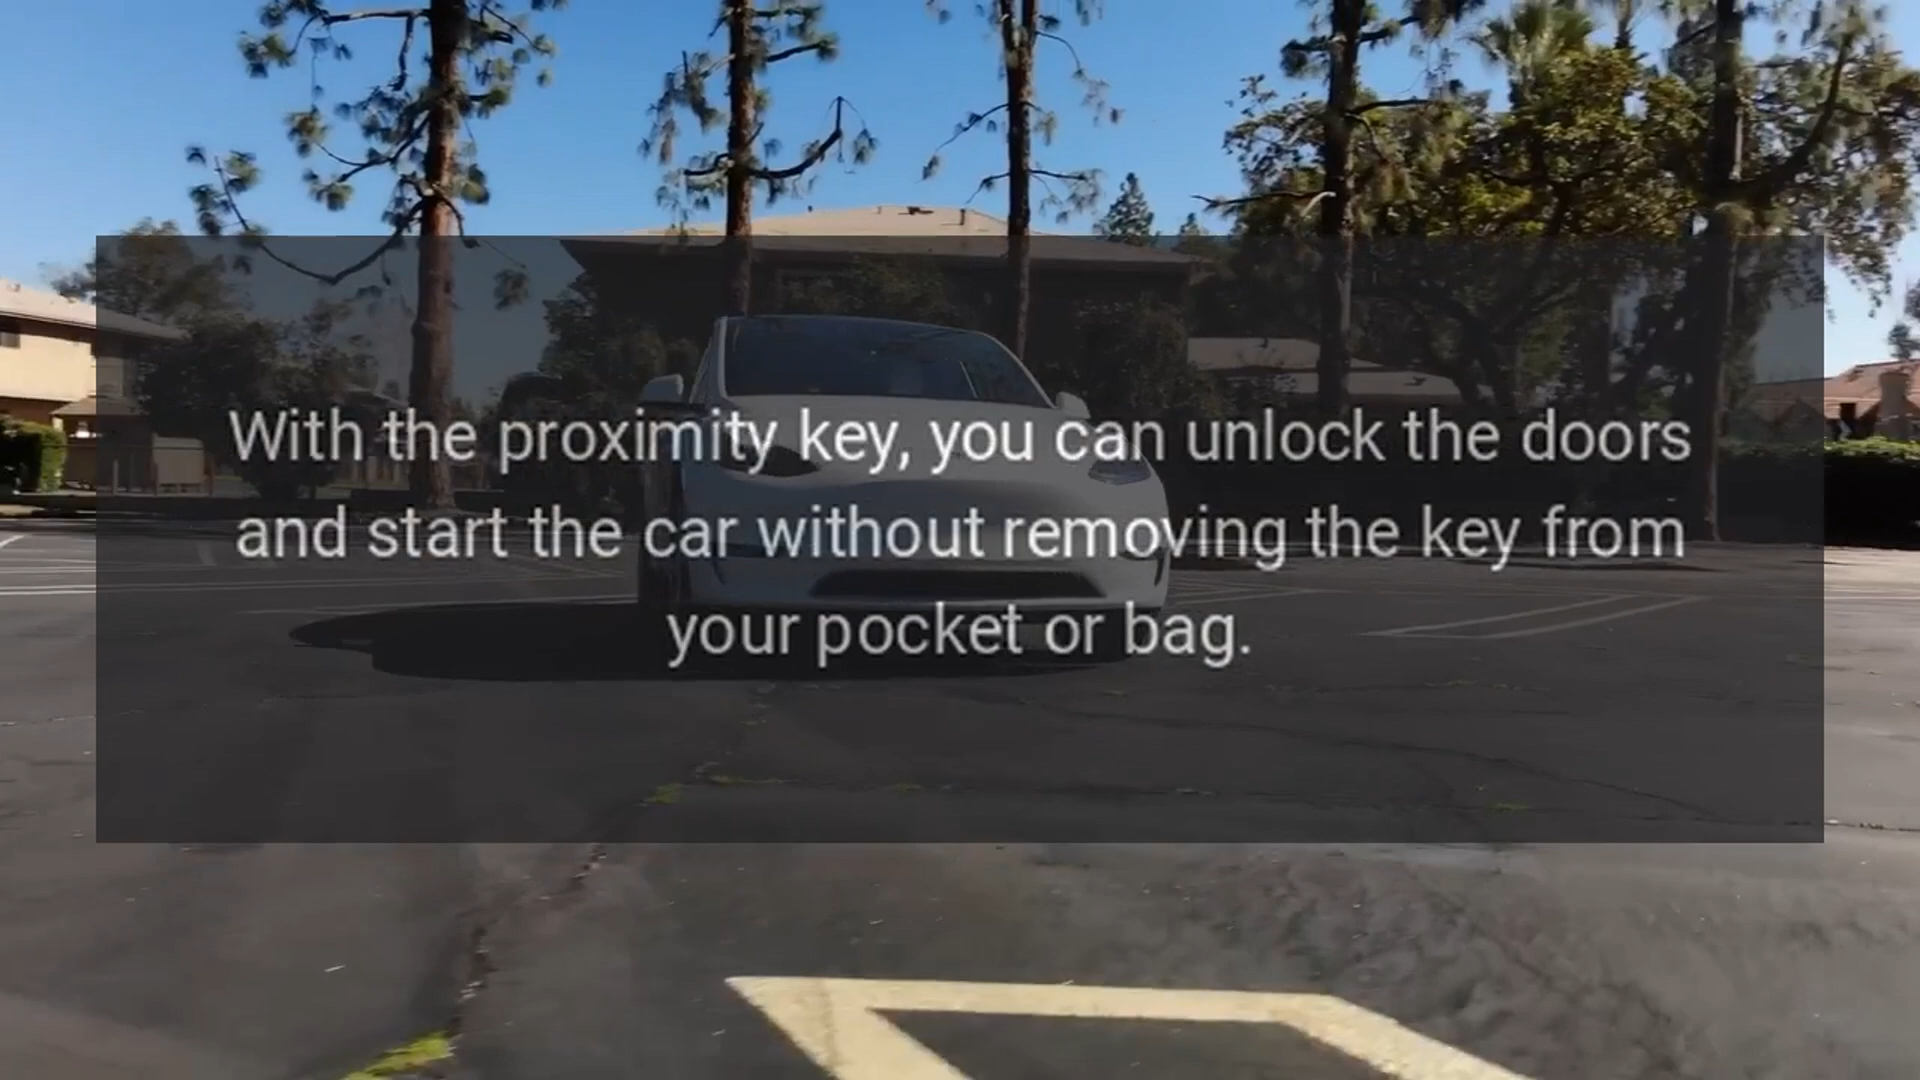 With the proximity key, you can unlock the doors
and start the car without removing the key from
your pocket or bag.